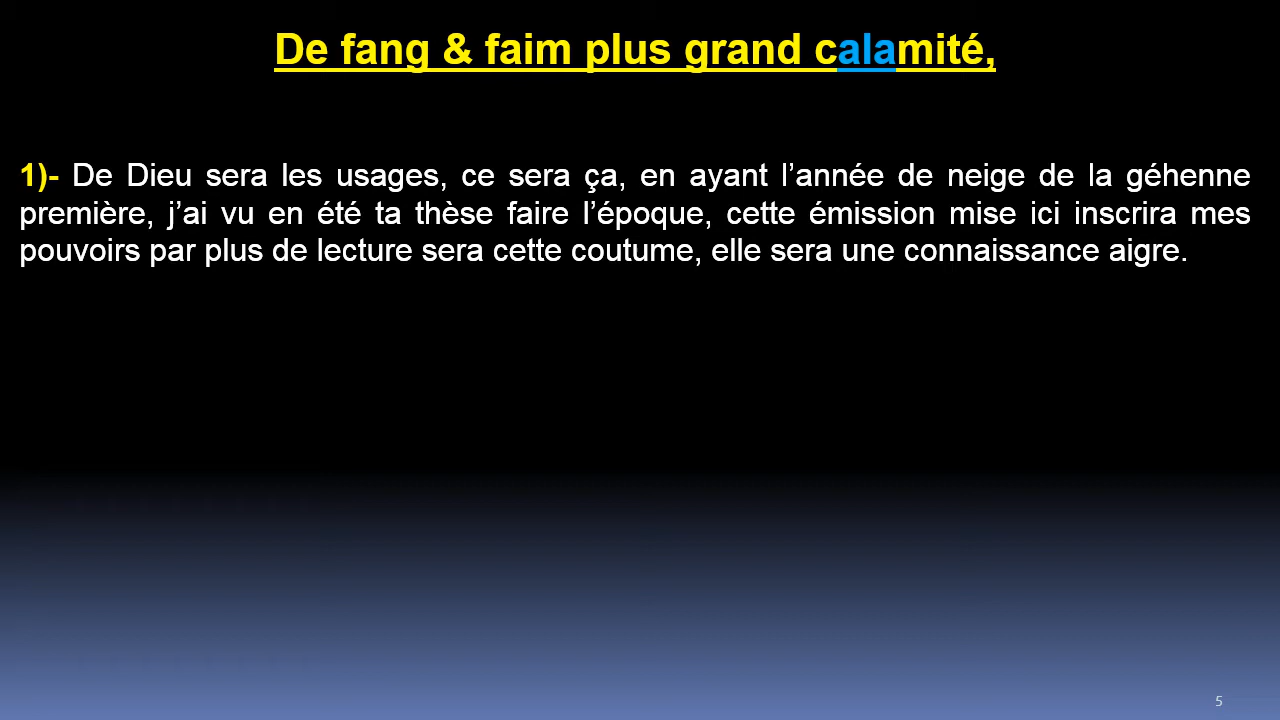 De fang & faim plus grand calamité,
1)- De Dieu sera les usages, ce sera ça, en ayant l’année de neige de la géhenne
première, j’ai vu en été ta thèse faire l’époque, cette émission mise ici inscrira mes
pouvoirs par plus de lecture sera cette coutume, elle sera une connaissance aigre.
5